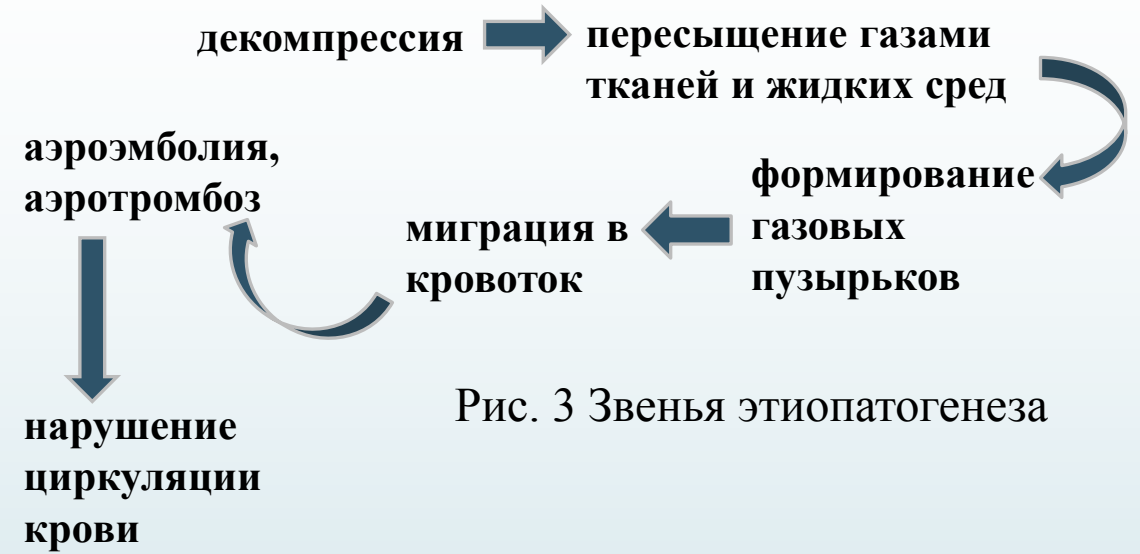 декомпрессия
пересыщение газами
тканей и жидких сред
формирование
газовых
пузырьков
миграция в
кровоток
аэроэмболия,
аэротромбоз
нарушение
циркуляции
крови
Рис. 3 Звенья этиопатогенеза